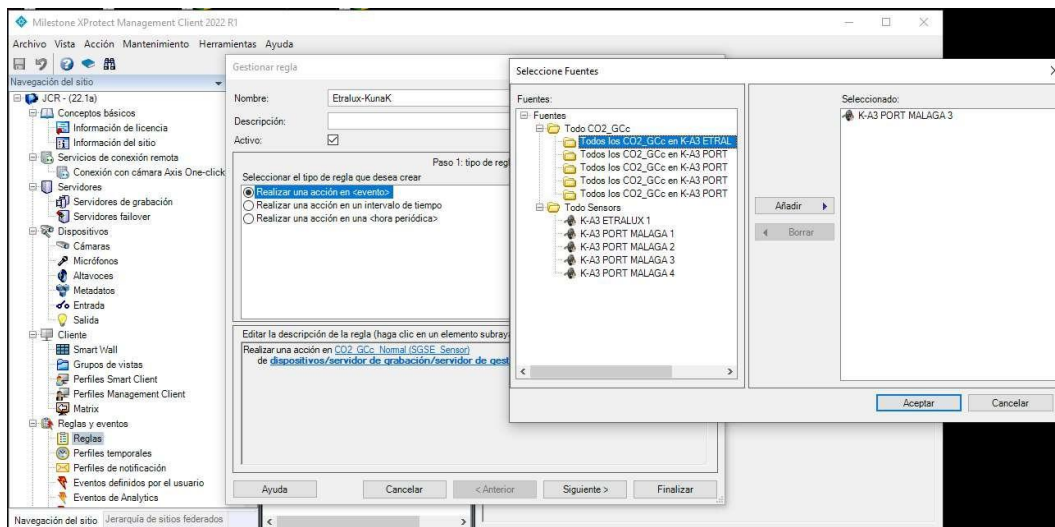 Milestone XProtect Management Client 2022 R1
Archivo Vista Acción Mantenimiento Herramientas Ayuda
Navegación del sitio
JCR - (22.1a)
Conceptos básicos
Información de licencia
Información del sitio
Servicios de conexión remota
Conexión con cámara Axis One-click
Servidores
Servidores de grabación
Servidores failover
Dispositivos
Cámaras
Micrófonos
Altavoces
Metadatos
Entrada
Salida
Cliente
Smart Wall
Grupos de vistas
Perfiles Smart Client
Perfiles Management Client
Matrix
Reglas y eventos
Reglas
Perfiles temporales
Perfiles de notificación
Eventos definidos por el usuario
Eventos de Analytics
Navegación del sitio Jerarquía de sitios federados
Gestionar regla
Nombre: Etralux-KunaK
Descripción:
Activo:
Paso 1: tipo de regl
Seleccionar el tipo de regla que desea crear
Realizar una acción en <evento>
Realizar una acción en un intervalo de tiempo
Realizar una acción en una <hora periódica>
Editar la descripción de la regla (haga clic en un elemento subray
Realizar una acción en CO2_GCc_Normal (SGSE_Sensor)
de dispositivos/servidor de grabación/servidor de gest
Ayuda Cancelar < Anterior Siguiente > Finalizar
Seleccione Fuentes
Fuentes:
Fuentes
Todo CO2_GCc
Todos los CO2_GCc en K-A3 ETRAL
Todos los CO2_GCc en K-A3 PORT
Todos los CO2_GCc en K-A3 PORT
Todos los CO2_GCc en K-A3 PORT
Todos los CO2_GCc en K-A3 PORT
Todo Sensors
K-A3 ETRALUX 1
K-A3 PORT MALAGA 1
K-A3 PORT MALAGA 2
K-A3 PORT MALAGA 3
K-A3 PORT MALAGA 4
Añadir
Borrar
Seleccionado:
K-A3 PORT MALAGA 3
Aceptar Cancelar